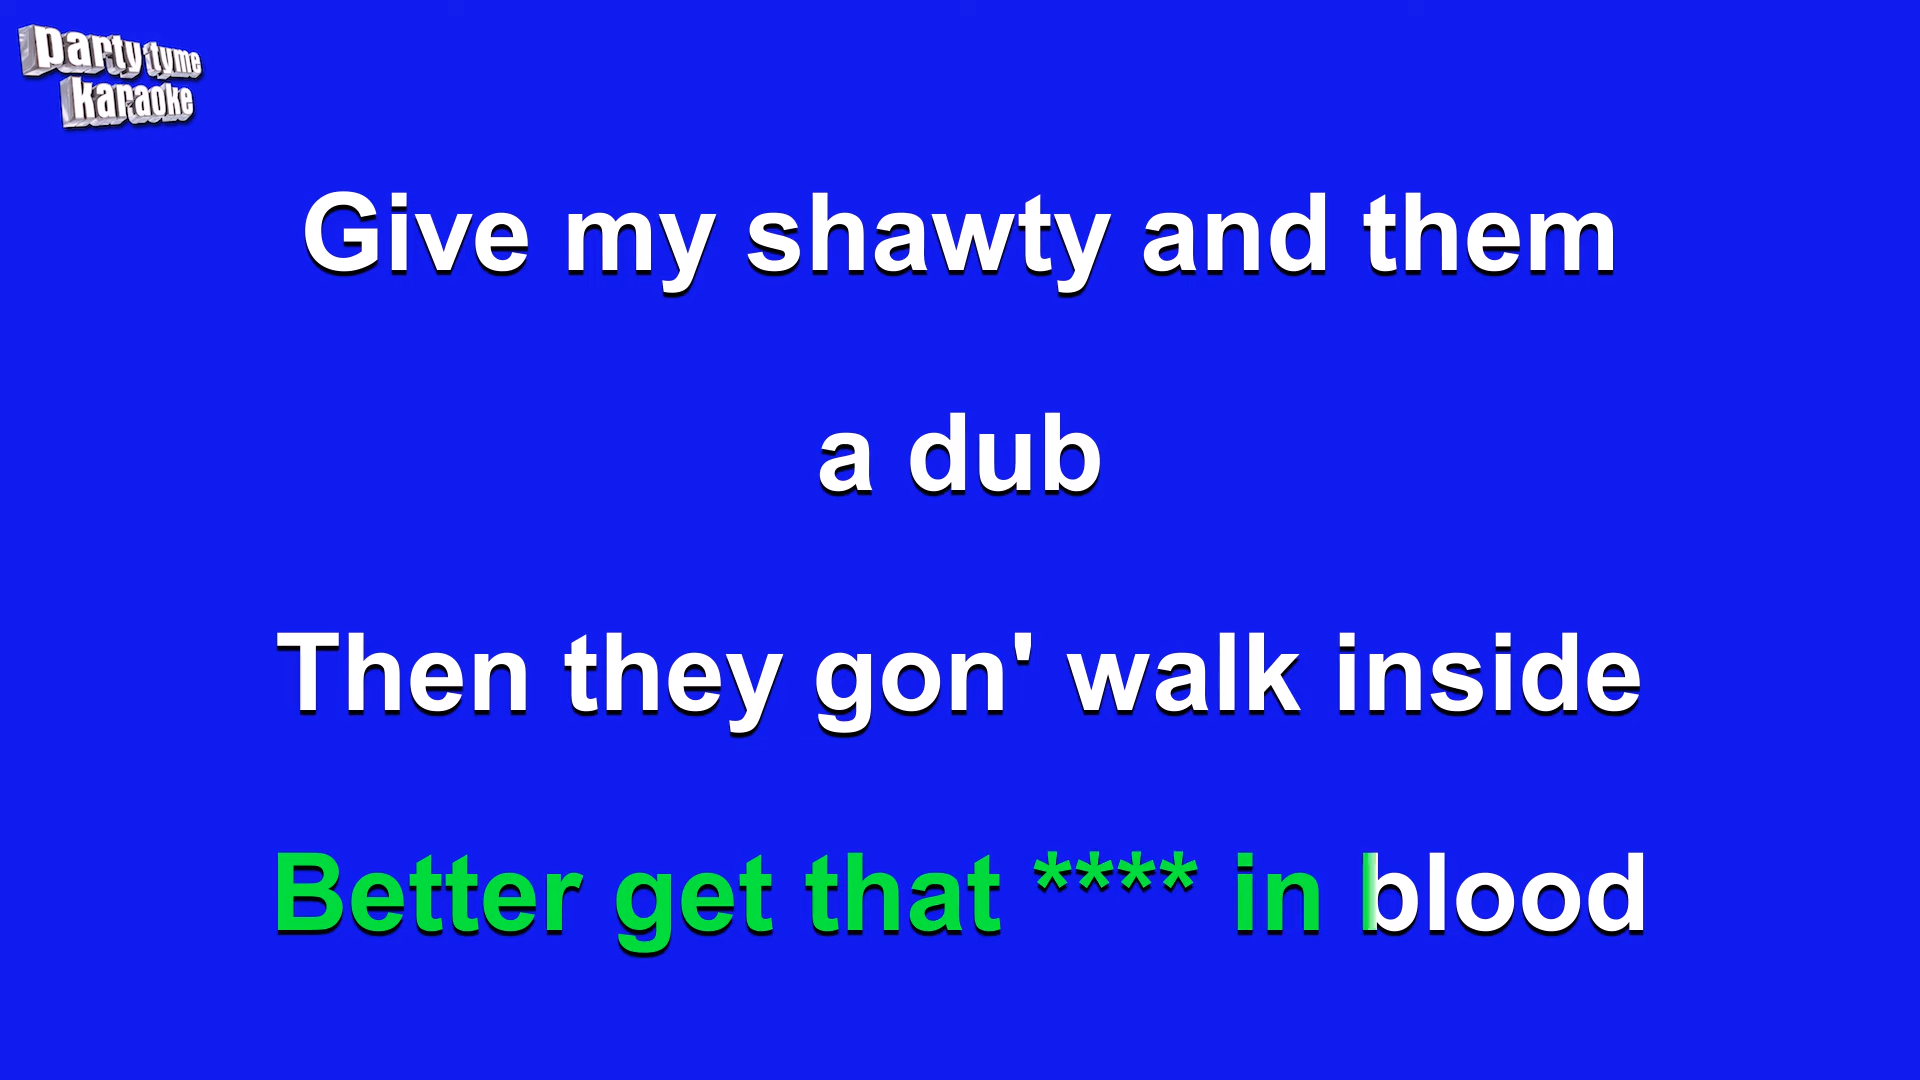 party tyme
karaoke
Give my shawty and them
a dub
Then they gon' walk inside
Better get that **** in blood